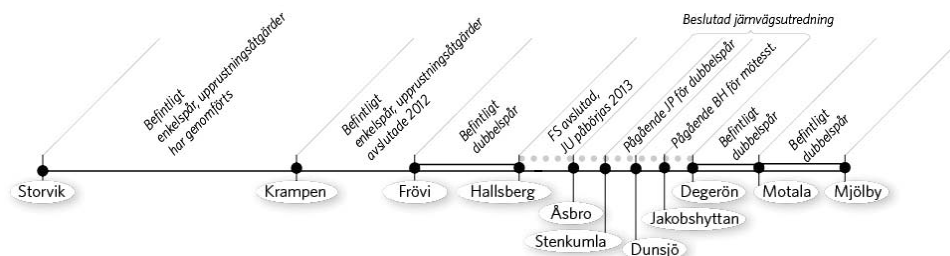 Beslutad järnvägsutredning
Befintligt
enkelspår, upprustningsåtgärder
har genomförts
Befintligt
enkelspår, upprustningsåtgärder
avslutade 2012
Befintligt
dubbelspår
FS avslutad,
JU påbörjas 2013
Pågående JP för dubbelspår
Pågående BH för mötesst.
Befintligt
dubbelspår
Befintligt
dubbelspår
Storvik
Krampen
Frövi
Hallsberg
Åsbro
Stenkumla
Dunsjö
Jakobshyttan
Degerön
Motala
Mjölby